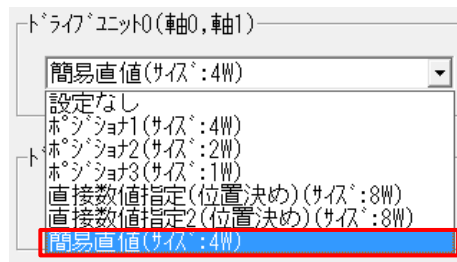 ﾄﾞﾗｲﾌﾞﾕﾆｯﾄ0(軸0,軸1)
簡易直値(ｻｲｽﾞ:4W)
設定なし
ﾎﾟｼﾞｼｮﾅ1(ｻｲｽﾞ:4W)
ﾎﾟｼﾞｼｮﾅ2(ｻｲｽﾞ:2W)
ﾎﾟｼﾞｼｮﾅ3(ｻｲｽﾞ:1W)
直接数値指定(位置決め)(ｻｲｽﾞ:8W)
直接数値指定2(位置決め)(ｻｲｽﾞ:8W)
簡易直値(ｻｲｽﾞ:4W)